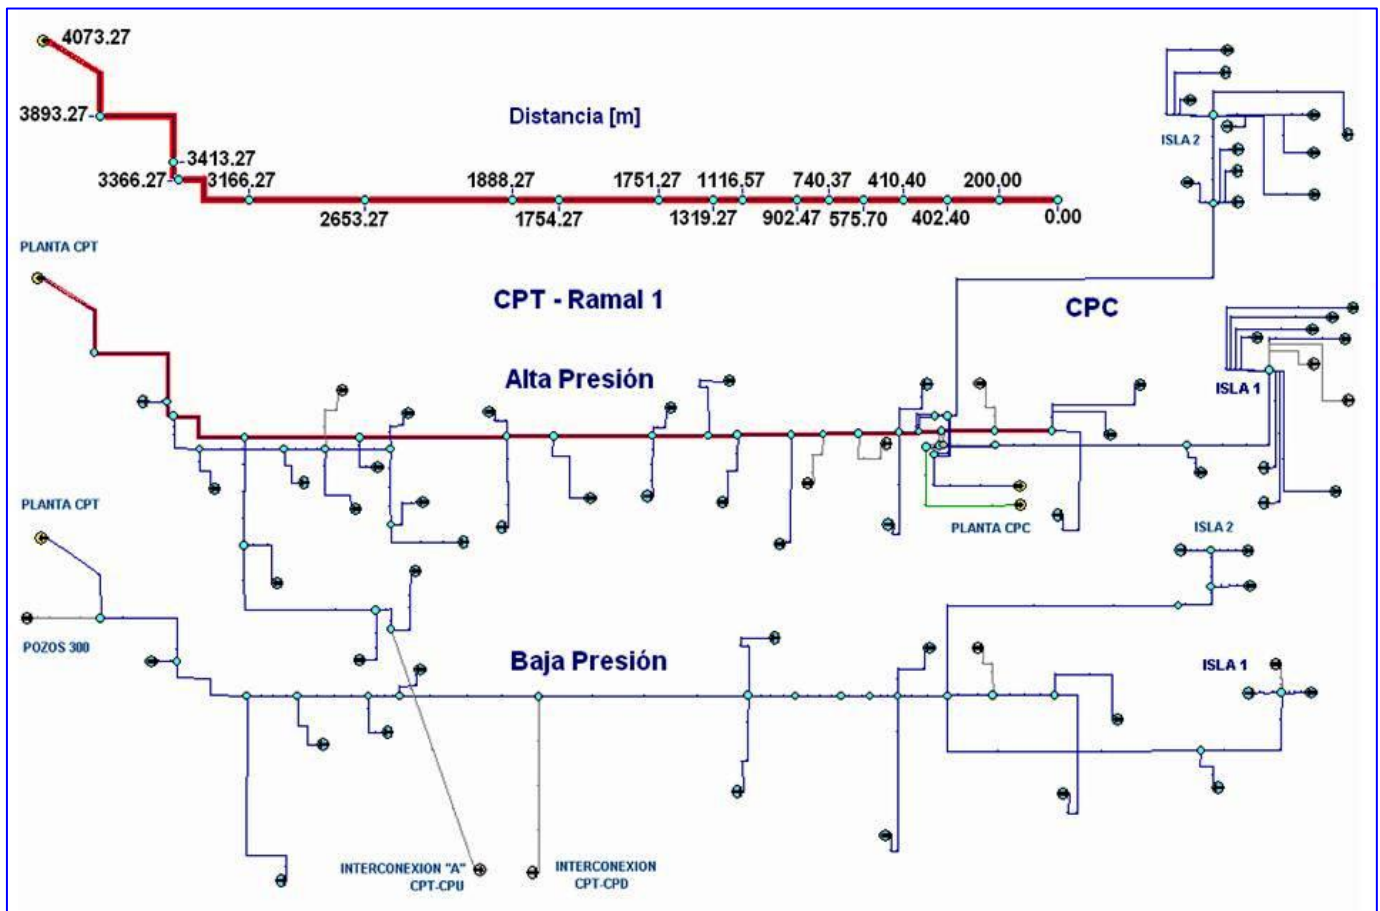 4073.27
Distancia [m]
3893.27
3413.27
3366.27
3166.27
1888.27
1751.27
1116.57
740.37
410.40
200.00
2653.27
1754.27
1319.27
902.47
575.70
402.40
0.00
ISLA 2
PLANTA CPT
CPT - Ramal 1
CPC
Alta Presión
ISLA 1
PLANTA CPT
PLANTA CPC
ISLA 2
POZOS 300
Baja Presión
ISLA 1
INTERCONEXION "A"
CPT-CPU
INTERCONEXION
CPT-CPD